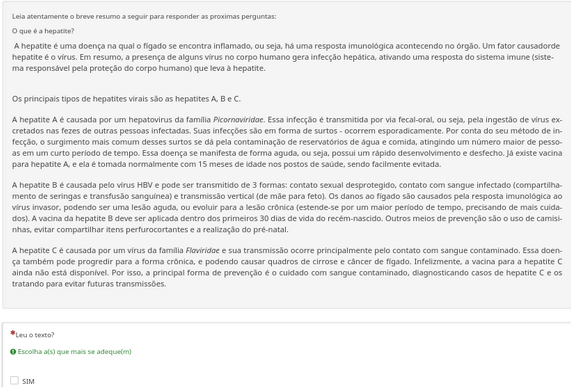 Leia atentamente o breve resumo a seguir para responder as proximas perguntas:
O que é a hepatite?
A hepatite é uma doença na qual o fígado se encontra inflamado, ou seja, há uma resposta imunológica acontecendo no órgão. Um fator causadorde
hepatite é o vírus. Em resumo, a presença de alguns vírus no corpo humano gera infecção hepática, ativando uma resposta do sistema imune (siste-
ma responsável pela proteção do corpo humano) que leva à hepatite.
Os principais tipos de hepatites virais são as hepatites A, B e C.
A hepatite A é causada por um hepatovirus da família Picornaviridae. Essa infecção é transmitida por via fecal-oral, ou seja, pela ingestão de vírus ex-
cretados nas fezes de outras pessoas infectadas. Suas infecções são em forma de surtos - ocorrem esporadicamente. Por conta do seu método de in-
fecção, o surgimento mais comum desses surtos se dá pela contaminação de reservatórios de água e comida, atingindo um número maior de pesso-
as em um curto período de tempo. Essa doença se manifesta de forma aguda, ou seja, possui um rápido desenvolvimento e desfecho. Já existe vacina
para hepatite A, e ela é tomada normalmente com 15 meses de idade nos postos de saúde, sendo facilmente evitada.
A hepatite B é causada pelo vírus HBV e pode ser transmitido de 3 formas: contato sexual desprotegido, contato com sangue infectado (compartilha-
mento de seringas e transfusão sanguínea) e transmissão vertical (de mãe para feto). Os danos ao fígado são causados pela resposta imunológica ao
vírus invasor, podendo ser uma lesão aguda, ou evoluir para a lesão crônica (estende-se por um maior período de tempo, precisando de mais cuida-
dos). A vacina da hepatite B deve ser aplicada dentro dos primeiros 30 dias de vida do recém-nascido. Outros meios de prevenção são o uso de camisi-
nhas, evitar compartilhar itens perfurocortantes e a realização do pré-natal.
A hepatite C é causada por um vírus da família Flaviridae e sua transmissão ocorre principalmente pelo contato com sangue contaminado. Essa doen-
ça também pode progredir para a forma crônica, e podendo causar quadros de cirrose e câncer de fígado. Infelizmente, a vacina para a hepatite C
ainda não está disponível. Por isso, a principal forma de prevenção é o cuidado com sangue contaminado, diagnosticando casos de hepatite C e os
tratando para evitar futuras transmissões.
*Leu o texto?
Escolha a(s) que mais se adeque(m)
SIM